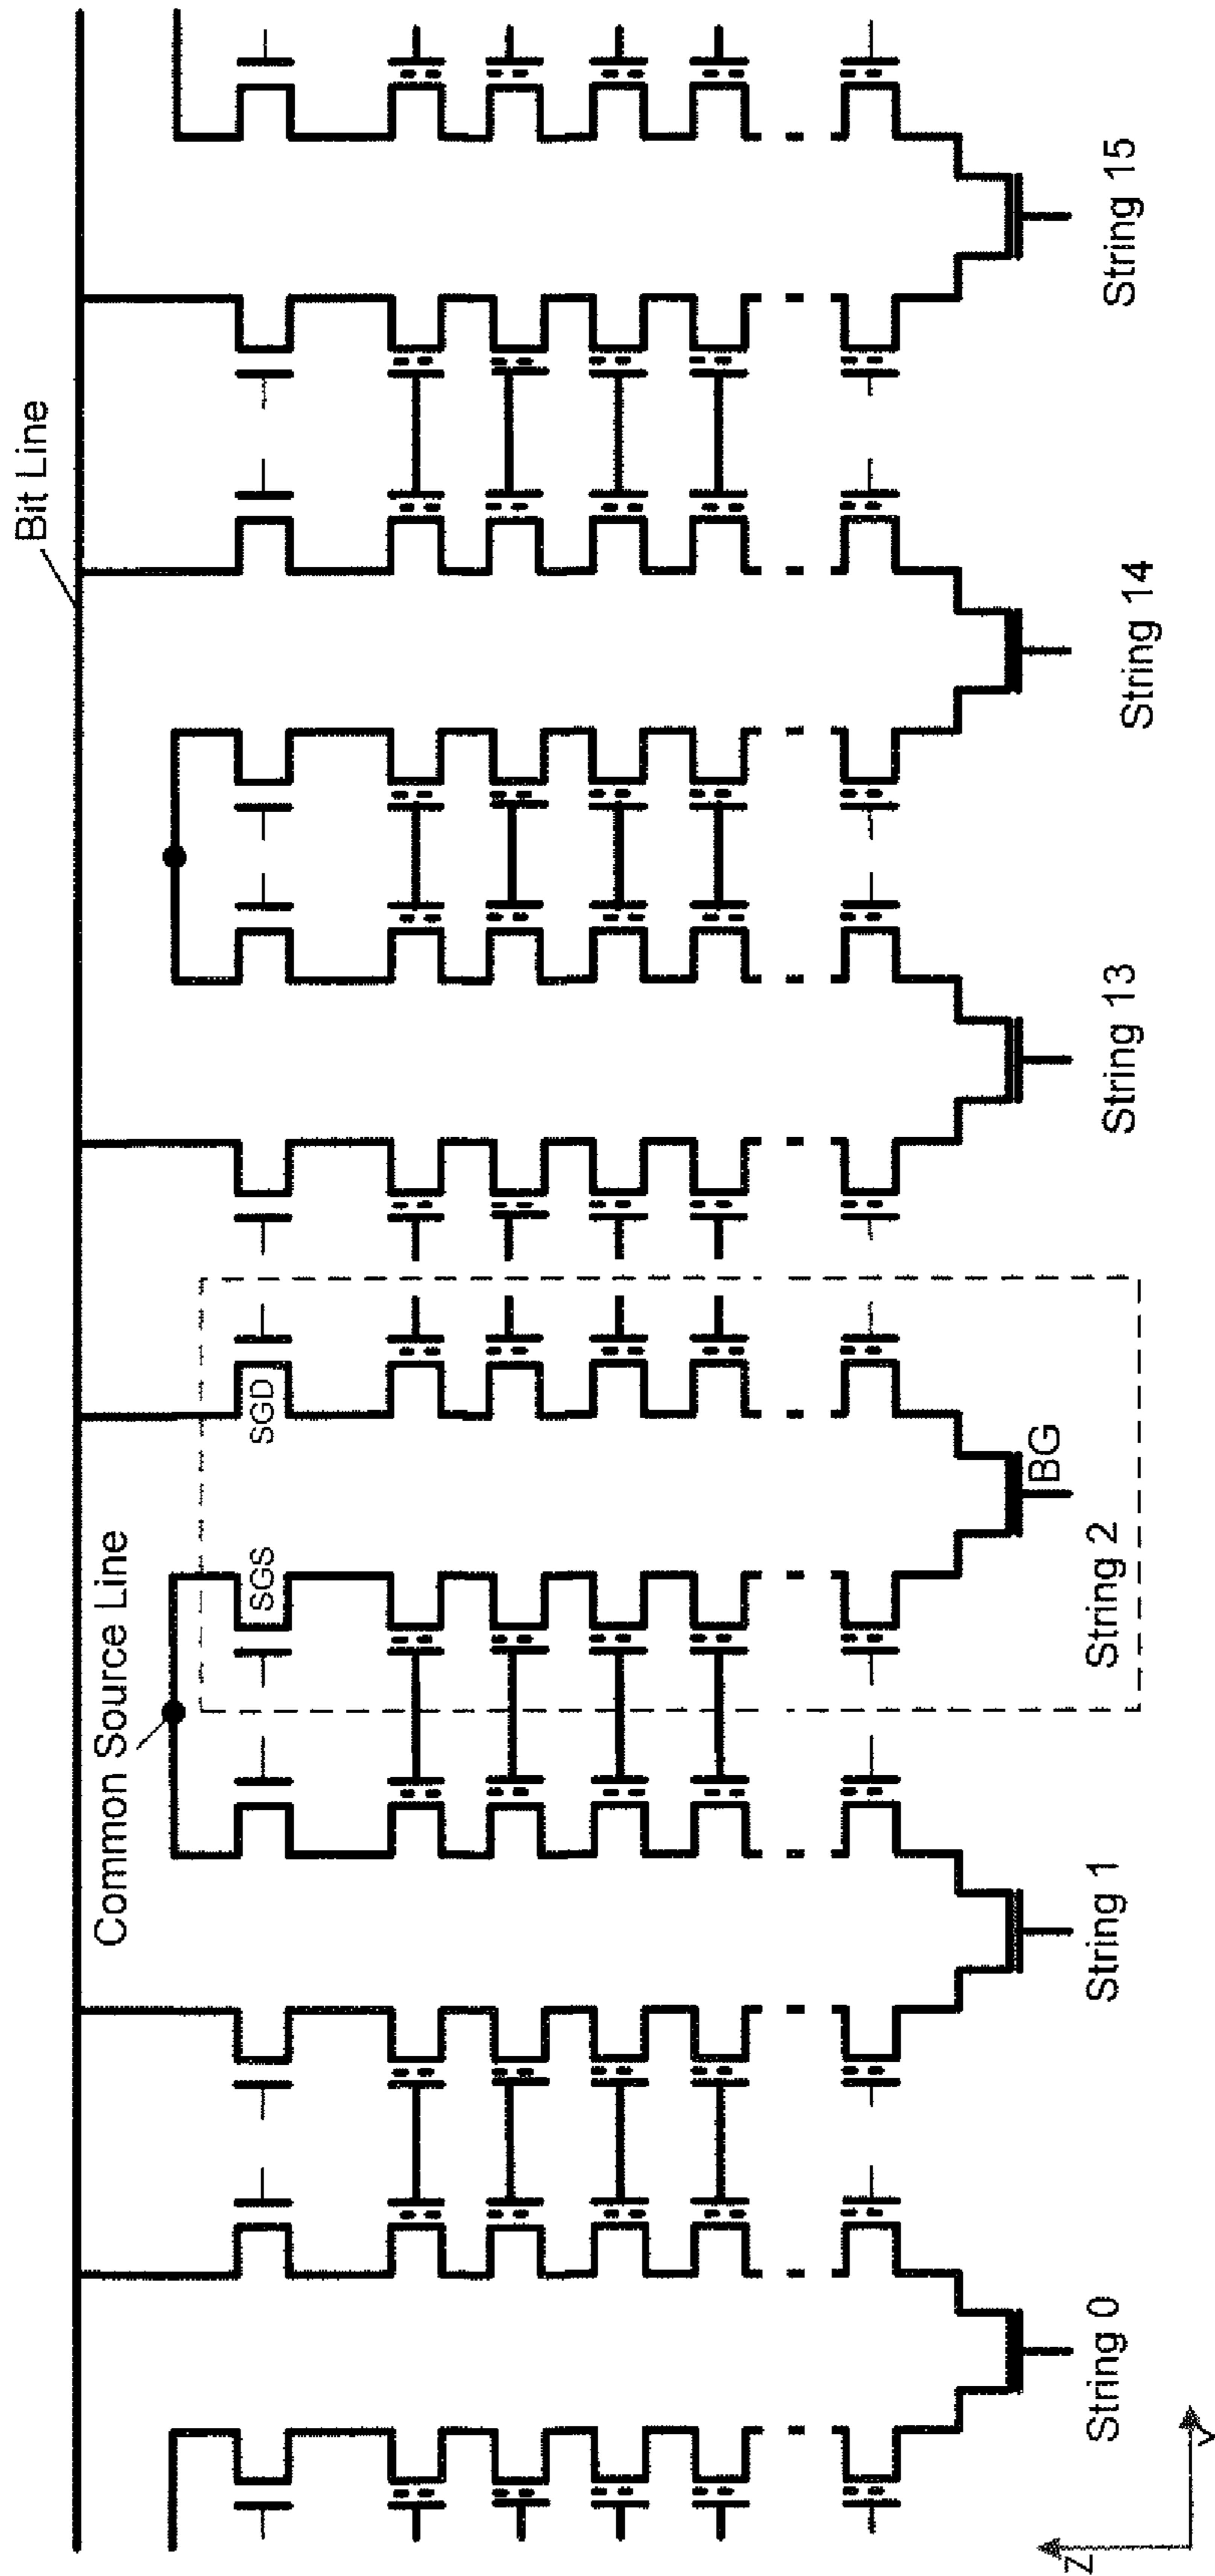 Bit Line
Common Source Line
SGS
SGD
BG
String 0
String 1
String 2
String 13
String 14
String 15
Z
Y